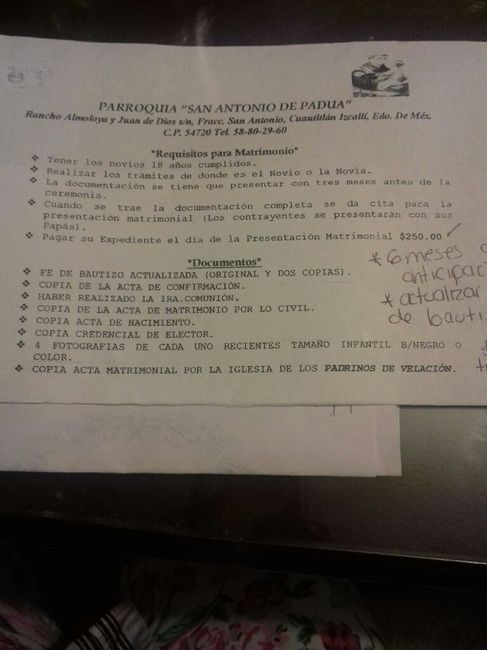 PARROQUIA "SAN ANTONIO DE PADUA"
Rancho Almoloya y Juan de Dios s/n, Fracc. San Antonio, Cuautitlán Izcalli, Edo. De Méx.
C.P. 54720 Tel. 58-80-29-60
*Requisitos para Matrimonio*
❖ Tener los novios 18 años cumplidos.
❖ Realizar los trámites de donde es el Novio o la Novia.
❖ La documentación se tiene que presentar con tres meses antes de la
ceremonia.
❖ Cuando se trae la documentación completa se da cita para la
presentación matrimonial (Los contrayentes se presentarán con sus
Papás).
❖ Pagar su Expediente el día de la Presentación Matrimonial $250.00 ✓
*Documentos*
❖ FE DE BAUTIZO ACTUALIZADA (ORIGINAL Y DOS COPIAS).
❖ COPIA DE LA ACTA DE CONFIRMACIÓN.
❖ HABER REALIZADO LA 1RA.COMUNIÓN.
❖ COPIA DE LA ACTA DE MATRIMONIO POR LO CIVIL.
❖ COPIA ACTA DE NACIMIENTO.
❖ COPIA CREDENCIAL DE ELECTOR.
❖ 4 FOTOGRAFIAS DE CADA UNO RECIENTES TAMAÑO INFANTIL B/NEGRO O
COLOR.
❖ COPIA ACTA MATRIMONIAL POR LA IGLESIA DE LOS PADRINOS DE VELACIÓN.
* 6 meses
anticipac
* actualizar
de bauti